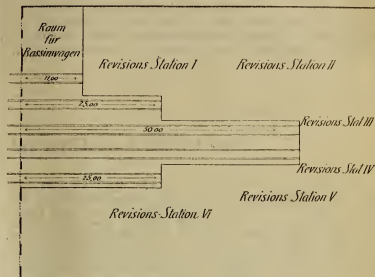 Raum
für
Rassinwagen
Revisions Station I
Revisions Station II
11,00
25,00
Revisions Stat III
50 00
Revisions Stat IV
25,00
Revisions Station V
Revisions-Station VI